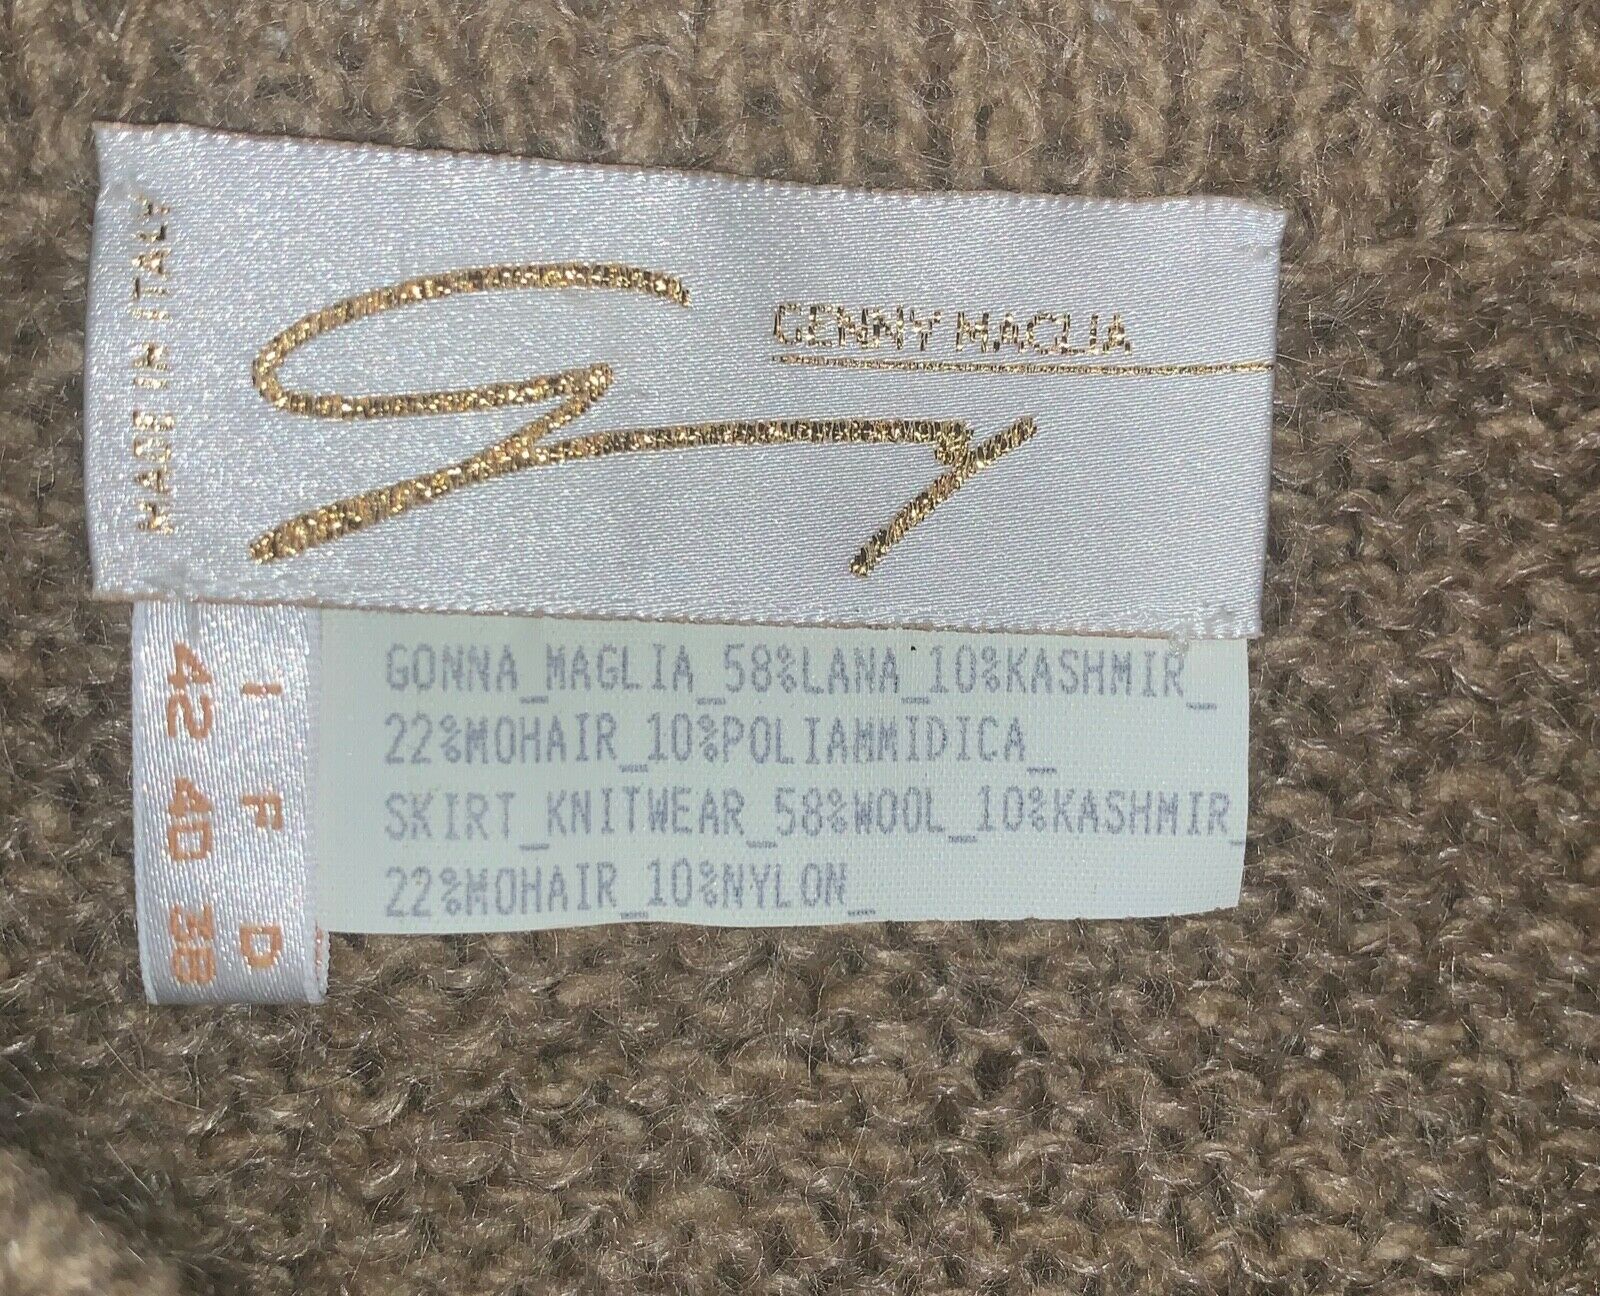 MADE IN ITALY
GENNY MAGLIA
I F D
42 40 38
GONNA_MAGLIA_58%LANA_10%KASHMIR_
22%MOHAIR_10%POLIAMMIDICA_
SKIRT_KNITWEAR_58%WOOL_10%KASHMIR_
22%MOHAIR_10%NYLON_